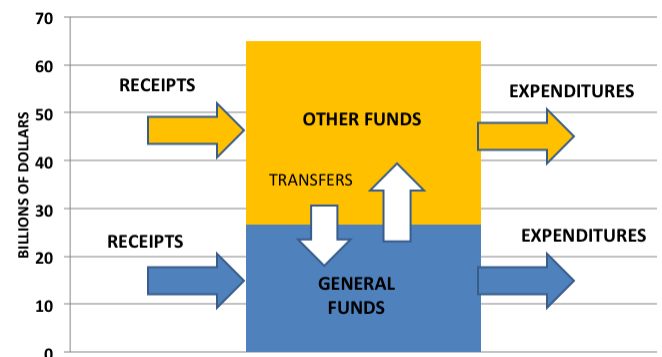 70
60
50
40
30
20
10
0
BILLIONS OF DOLLARS
RECEIPTS
EXPENDITURES
OTHER FUNDS
TRANSFERS
RECEIPTS
EXPENDITURES
GENERAL
FUNDS